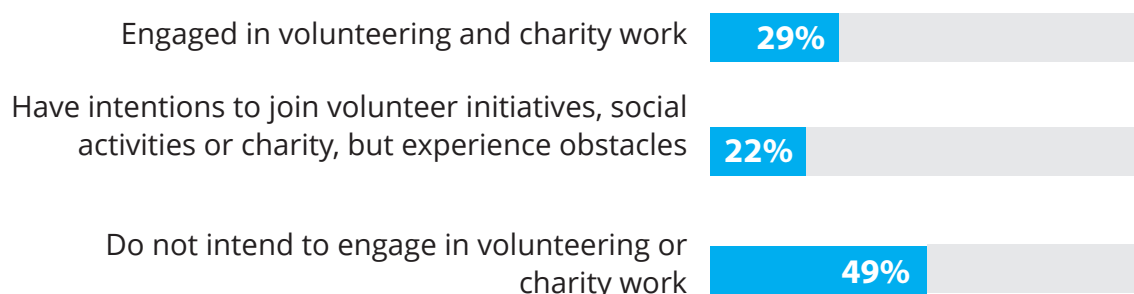 Engaged in volunteering and charity work 29%
Have intentions to join volunteer initiatives, social
activities or charity, but experience obstacles 22%
Do not intend to engage in volunteering or
charity work 49%